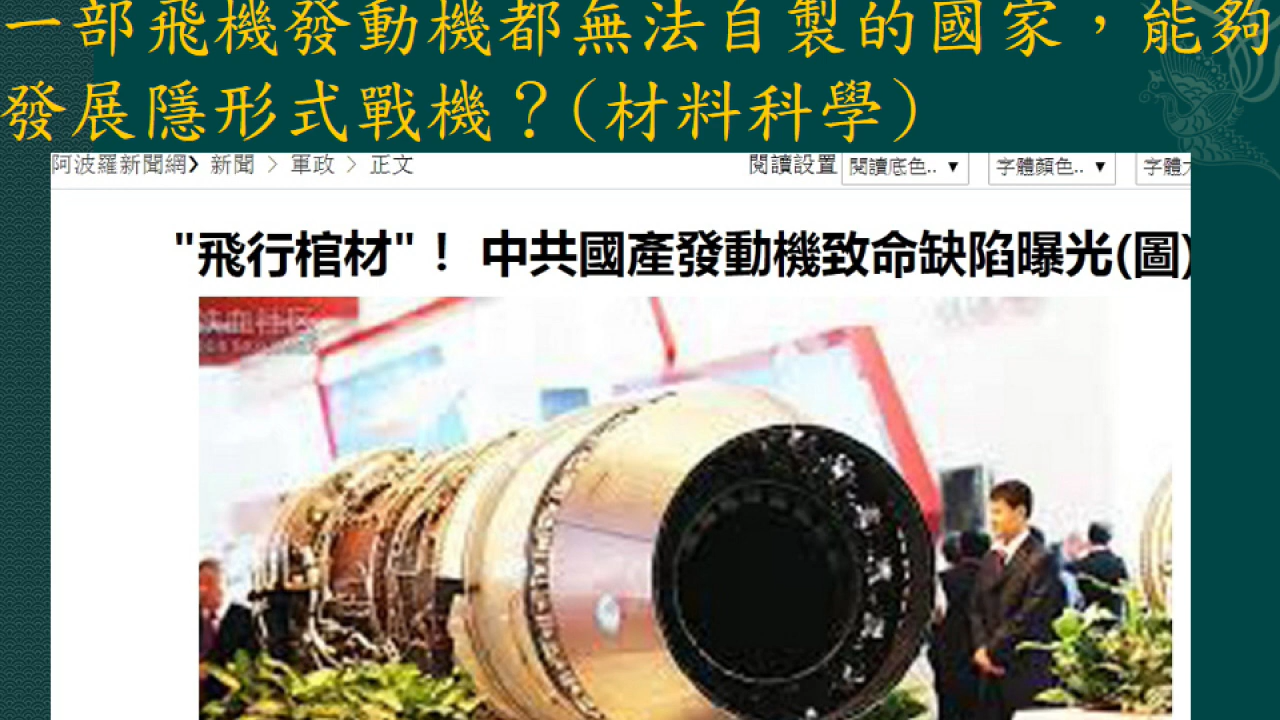 一部飛機發動機都無法自製的國家，能夠
發展隱形式戰機？(材料科學)
阿波羅新聞網> 新聞 > 軍政 > 正文 閱讀設置 閱讀底色.. ▼ 字體顏色.. ▼ 字體
"飛行棺材"！ 中共國產發動機致命缺陷曝光(圖)